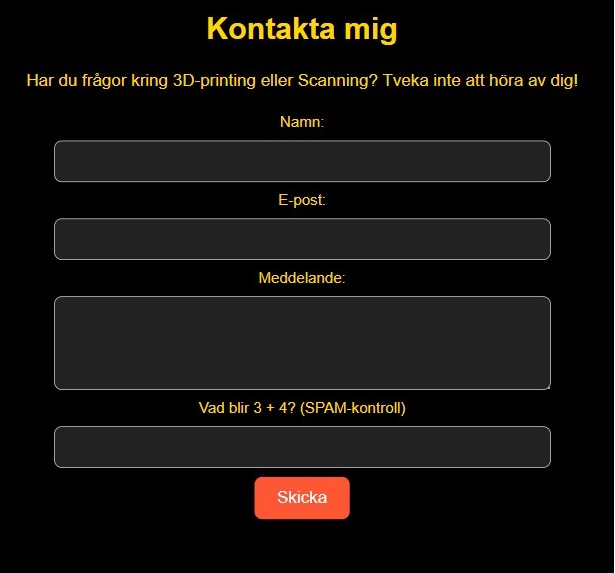 Kontakta mig
Har du frågor kring 3D-printing eller Scanning? Tveka inte att höra av dig!
Namn:
E-post:
Meddelande:
Vad blir 3 + 4? (SPAM-kontroll)
Skicka